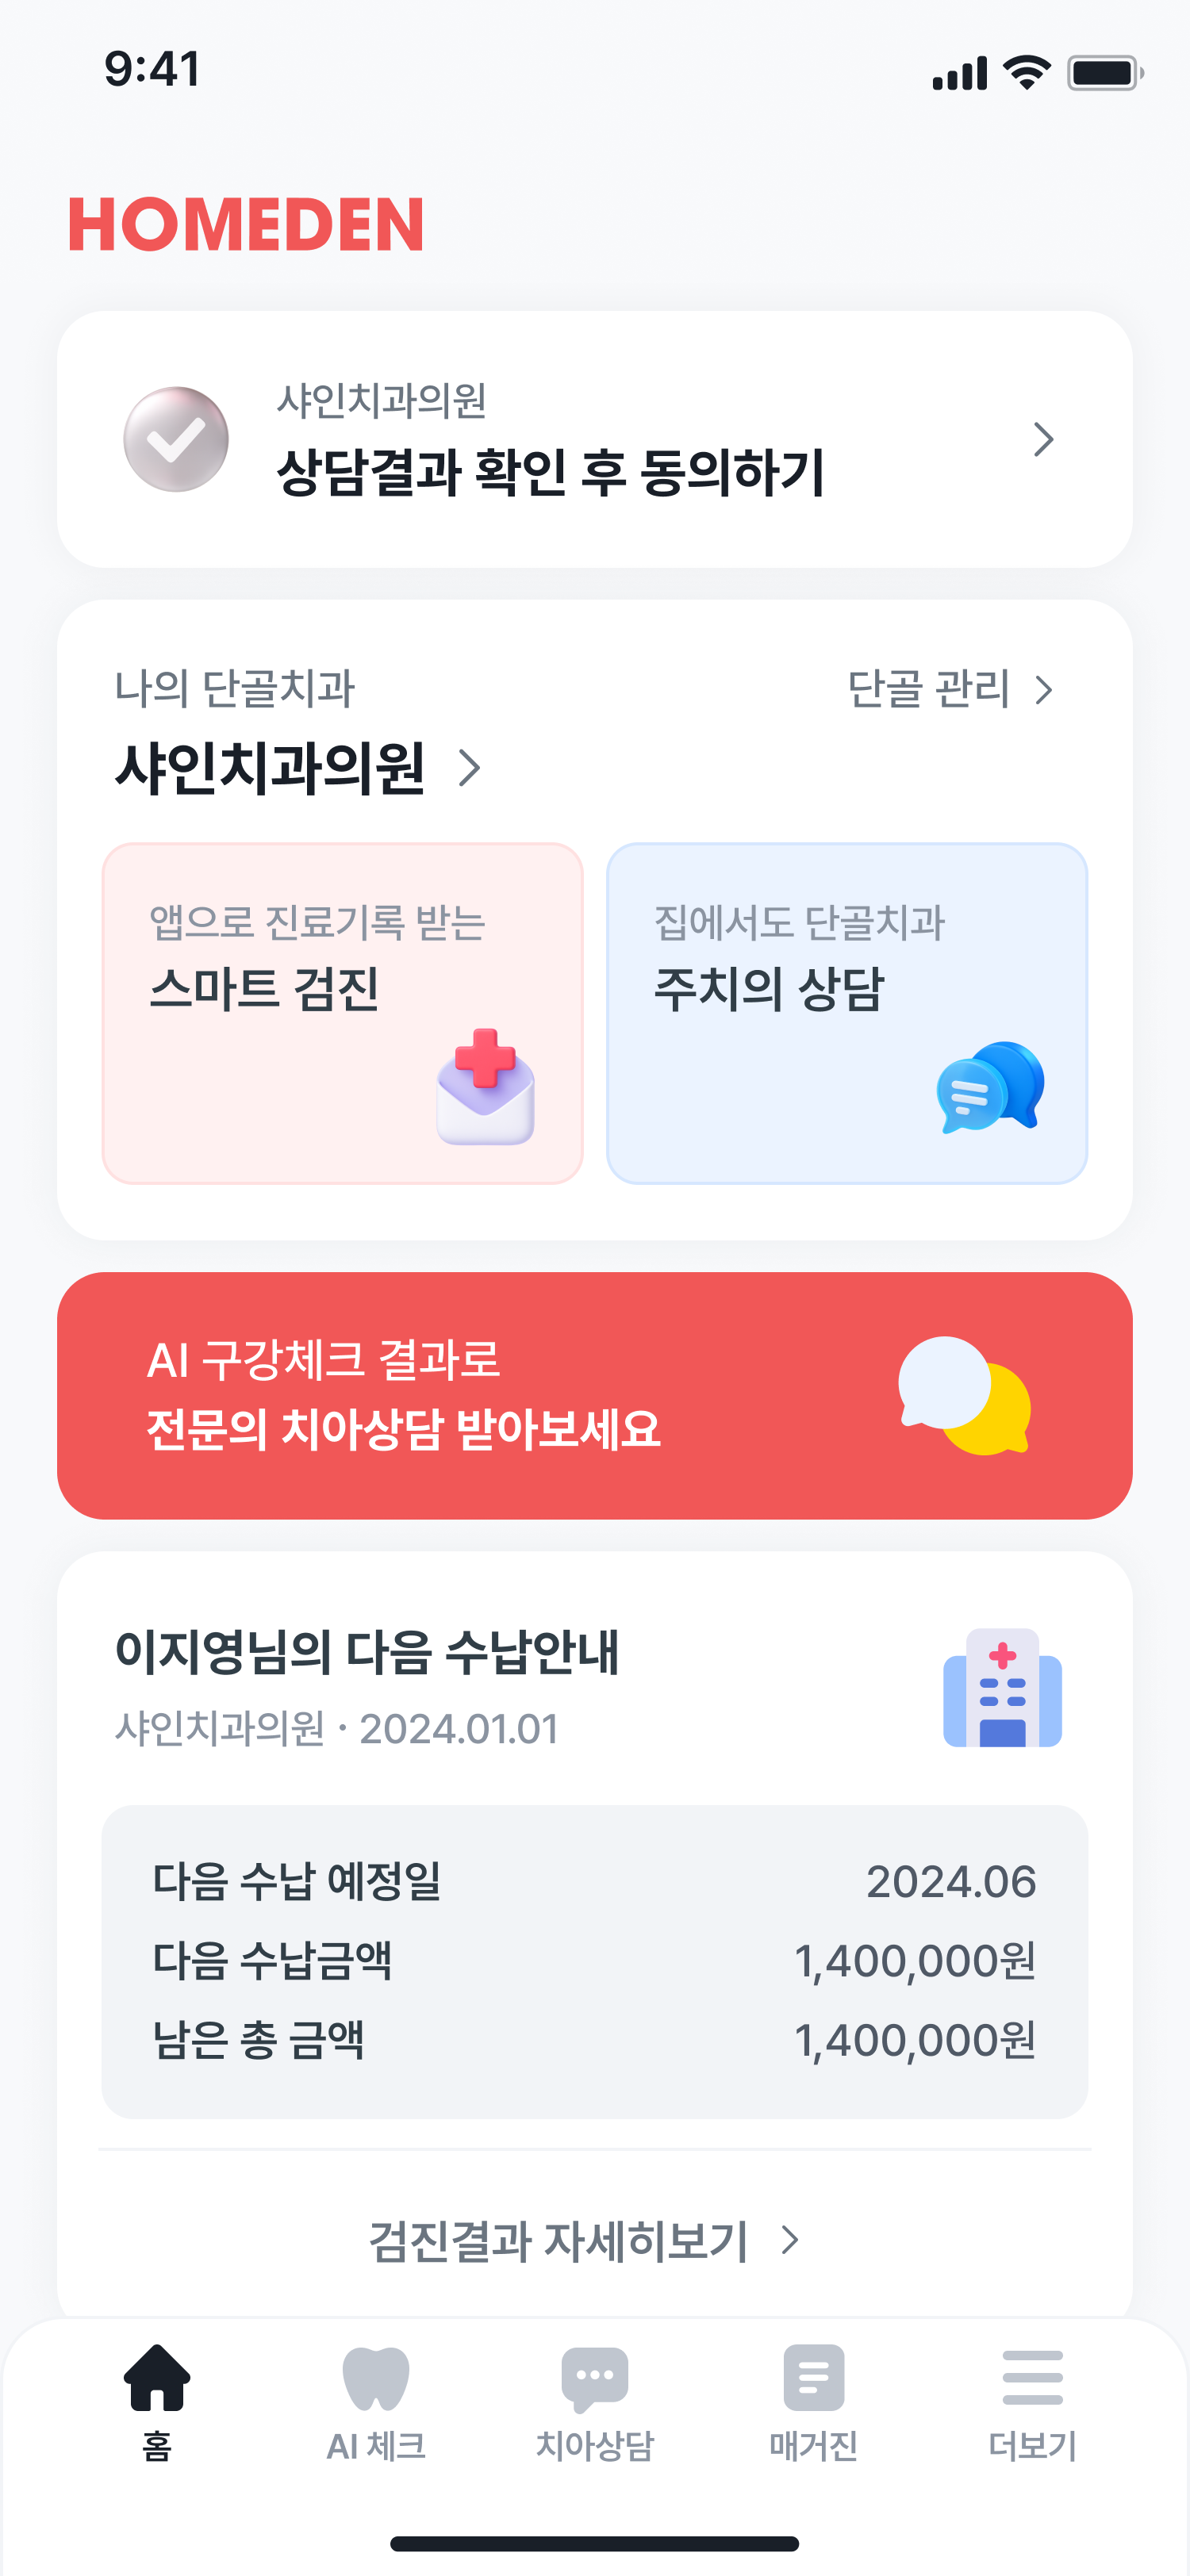 9:41
HOMEDEN
샤인치과의원
상담결과 확인 후 동의하기
나의 단골치과
단골 관리
샤인치과의원
앱으로 진료기록 받는
스마트 검진
집에서도 단골치과
주치의 상담
AI 구강체크 결과로
전문의 치아상담 받아보세요
이지영님의 다음 수납안내
샤인치과의원 · 2024.01.01
다음 수납 예정일 2024.06
다음 수납금액 1,400,000원
남은 총 금액 1,400,000원
검진결과 자세히보기
홈
AI 체크
치아상담
매거진
더보기